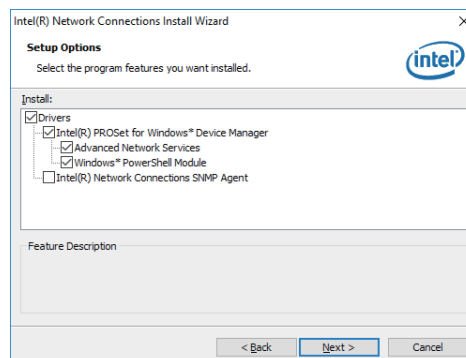 Intel(R) Network Connections Install Wizard
Setup Options
Select the program features you want installed.
(intel)
Install:
Drivers
Intel(R) PROSet for Windows* Device Manager
Advanced Network Services
Windows* PowerShell Module
Intel(R) Network Connections SNMP Agent
Feature Description
< Back
Next >
Cancel